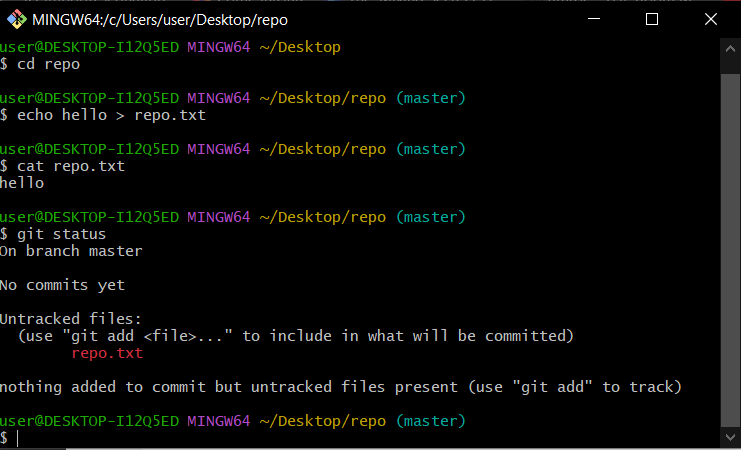 MINGW64:/c/Users/user/Desktop/repo
user@DESKTOP-I12Q5ED MINGW64 ~/Desktop
$ cd repo
user@DESKTOP-I12Q5ED MINGW64 ~/Desktop/repo (master)
$ echo hello > repo.txt
user@DESKTOP-I12Q5ED MINGW64 ~/Desktop/repo (master)
$ cat repo.txt
hello
user@DESKTOP-I12Q5ED MINGW64 ~/Desktop/repo (master)
$ git status
On branch master
No commits yet
Untracked files:
(use "git add <file>..." to include in what will be committed)
repo.txt
nothing added to commit but untracked files present (use "git add" to track)
user@DESKTOP-I12Q5ED MINGW64 ~/Desktop/repo (master)
$